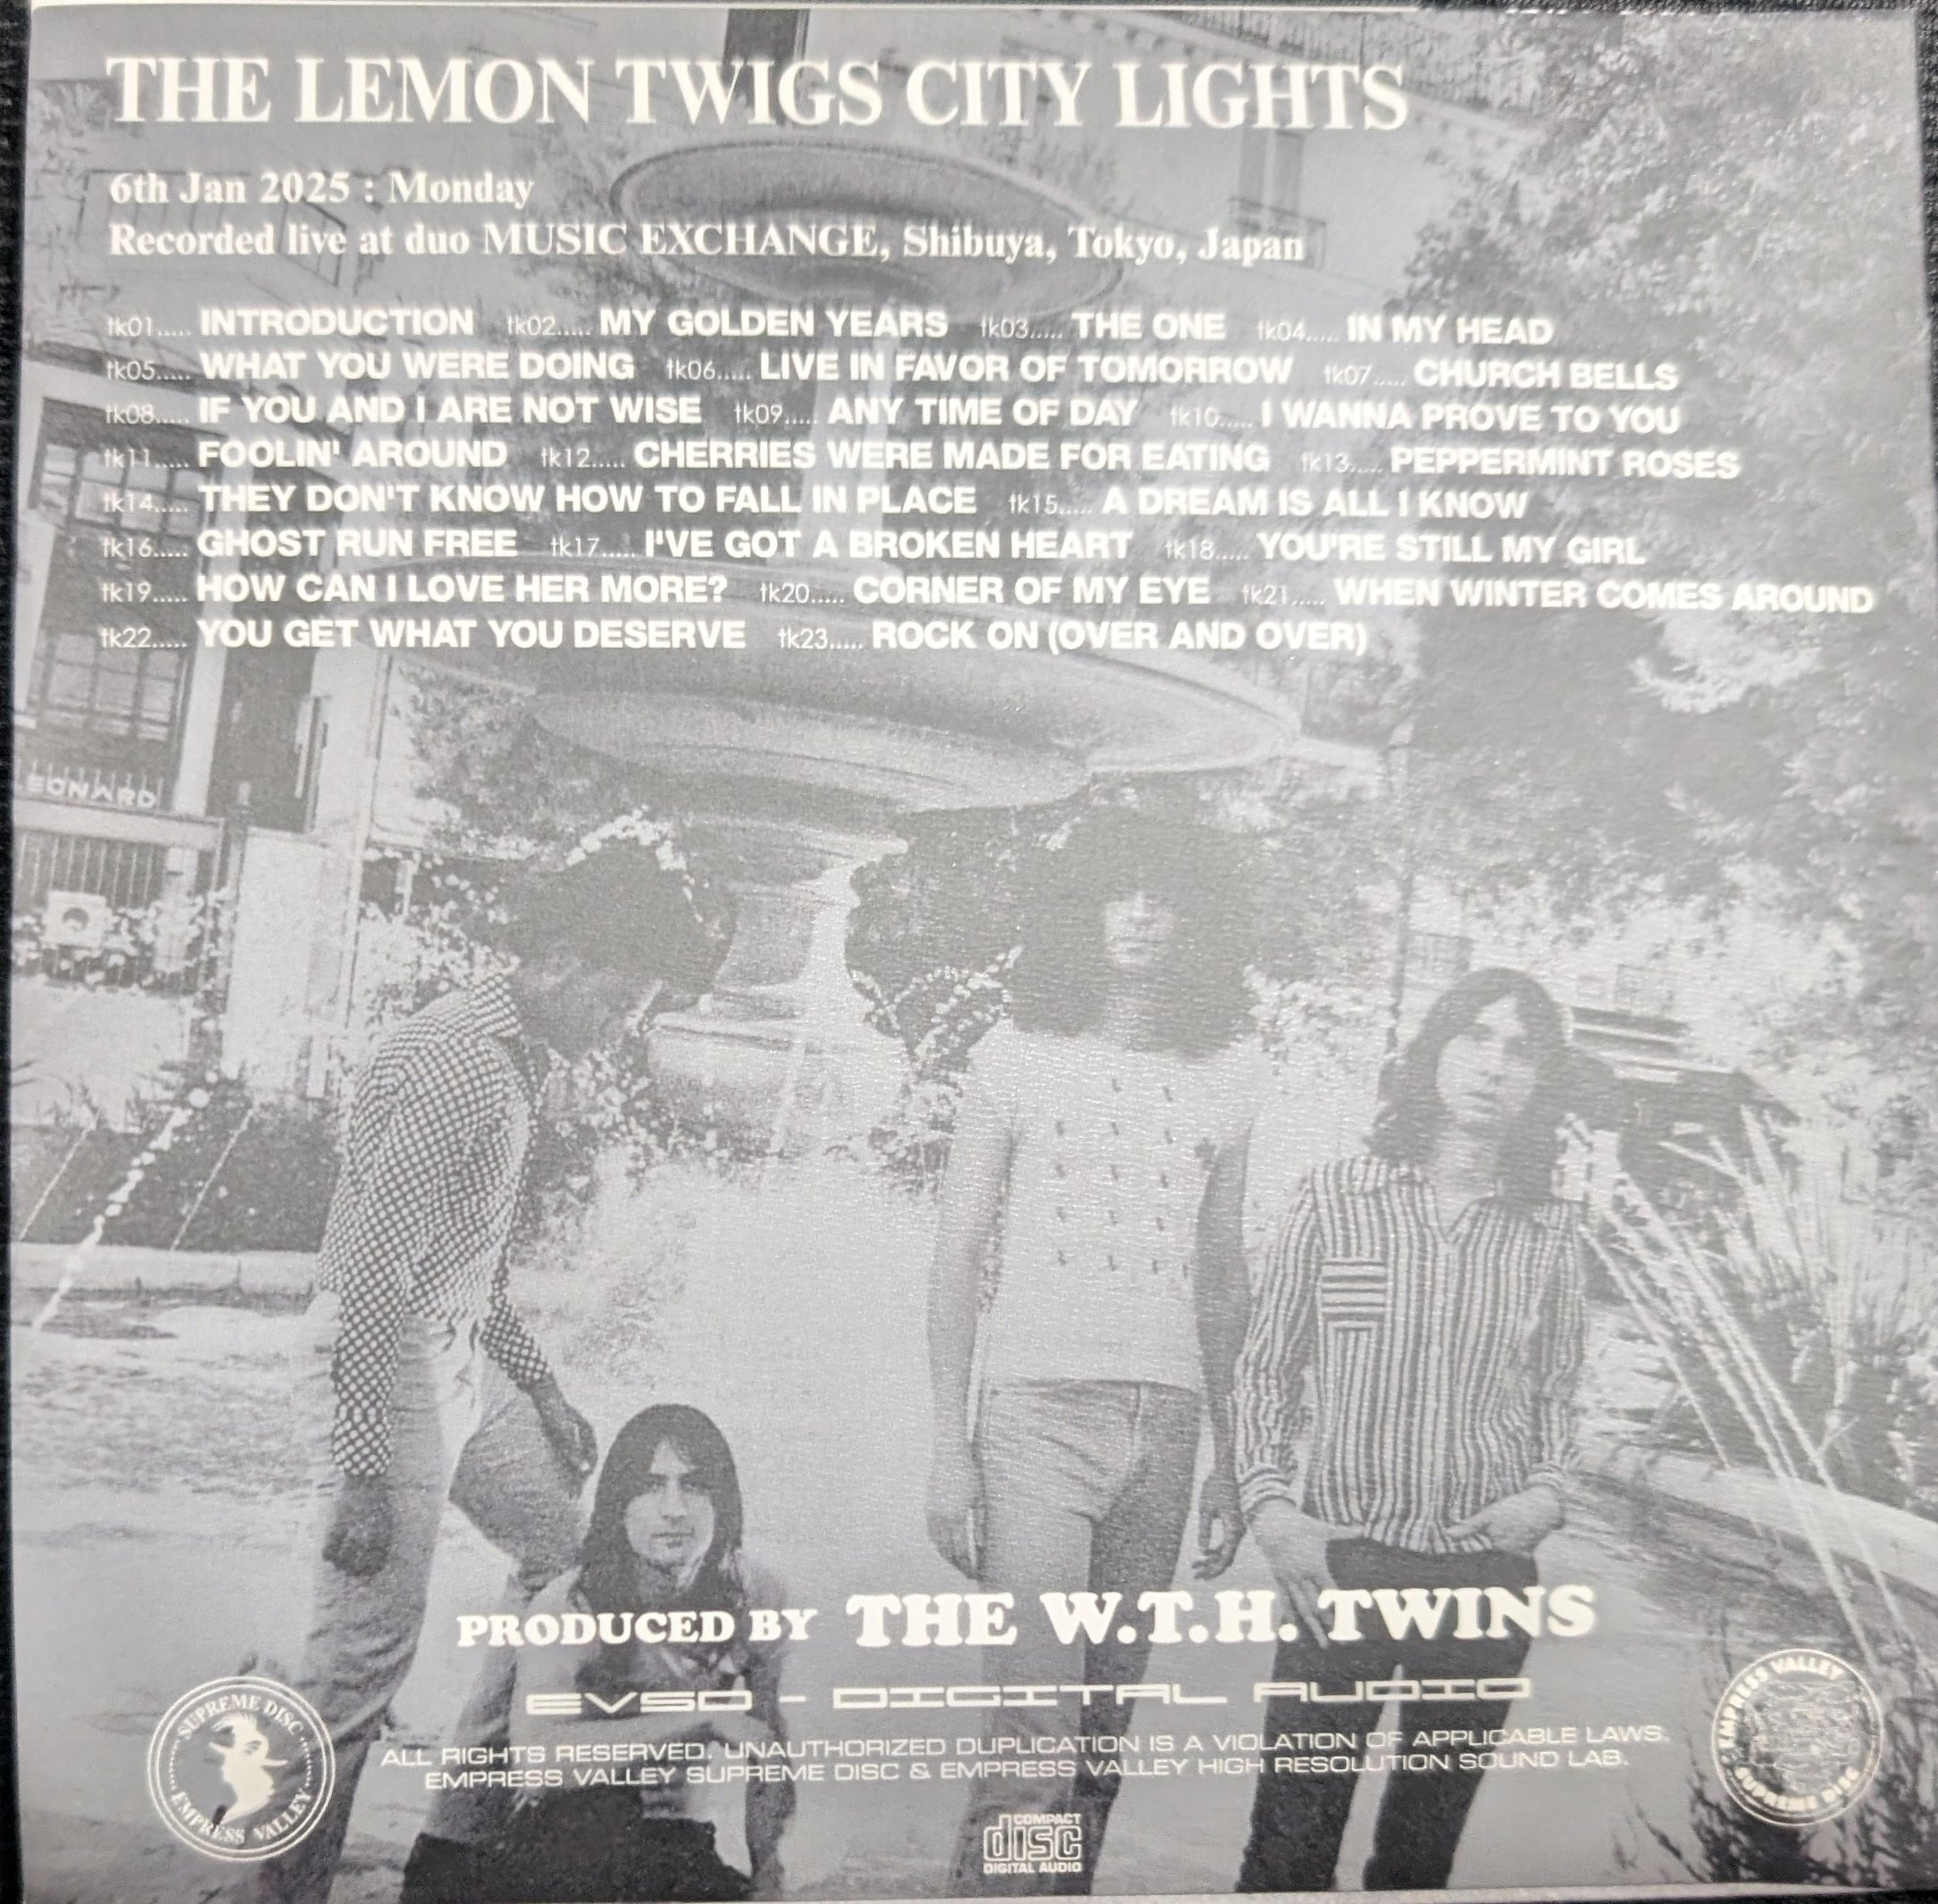 THE LEMON TWIGS CITY LIGHTS
6th Jan 2025 : Monday
Recorded live at duo MUSIC EXCHANGE, Shibuya, Tokyo, Japan
tk01..... INTRODUCTION tk02..... MY GOLDEN YEARS tk03..... THE ONE tk04..... IN MY HEAD
tk05..... WHAT YOU WERE DOING tk06..... LIVE IN FAVOR OF TOMORROW tk07..... CHURCH BELLS
tk08..... IF YOU AND I ARE NOT WISE tk09..... ANY TIME OF DAY tk10..... I WANNA PROVE TO YOU
tk11..... FOOLIN' AROUND tk12..... CHERRIES WERE MADE FOR EATING tk13..... PEPPERMINT ROSES
tk14..... THEY DON'T KNOW HOW TO FALL IN PLACE tk15..... A DREAM IS ALL I KNOW
tk16..... GHOST RUN FREE tk17..... I'VE GOT A BROKEN HEART tk18..... YOU'RE STILL MY GIRL
tk19..... HOW CAN I LOVE HER MORE? tk20..... CORNER OF MY EYE tk21..... WHEN WINTER COMES AROUND
tk22..... YOU GET WHAT YOU DESERVE tk23..... ROCK ON (OVER AND OVER)
EONARD
PRODUCED BY THE W.T.H. TWINS
EVSD - DIGITAL AUDIO
ALL RIGHTS RESERVED. UNAUTHORIZED DUPLICATION IS A VIOLATION OF APPLICABLE LAWS.
EMPRESS VALLEY SUPREME DISC & EMPRESS VALLEY HIGH RESOLUTION SOUND LAB.
SUPREME DISC
EMPRESS VALLEY
EMPRESS VALLEY
SUPREME DISC
COMPACT
disc
DIGITAL AUDIO